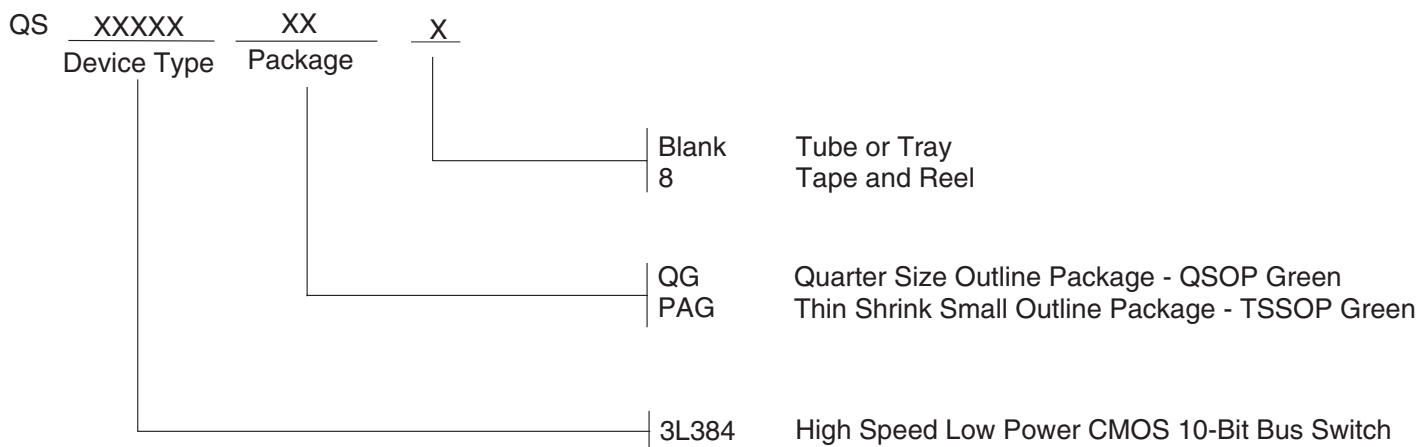 QS XXXXX XX X
Device Type Package
Blank Tube or Tray
8 Tape and Reel
QG Quarter Size Outline Package - QSOP Green
PAG Thin Shrink Small Outline Package - TSSOP Green
3L384 High Speed Low Power CMOS 10-Bit Bus Switch